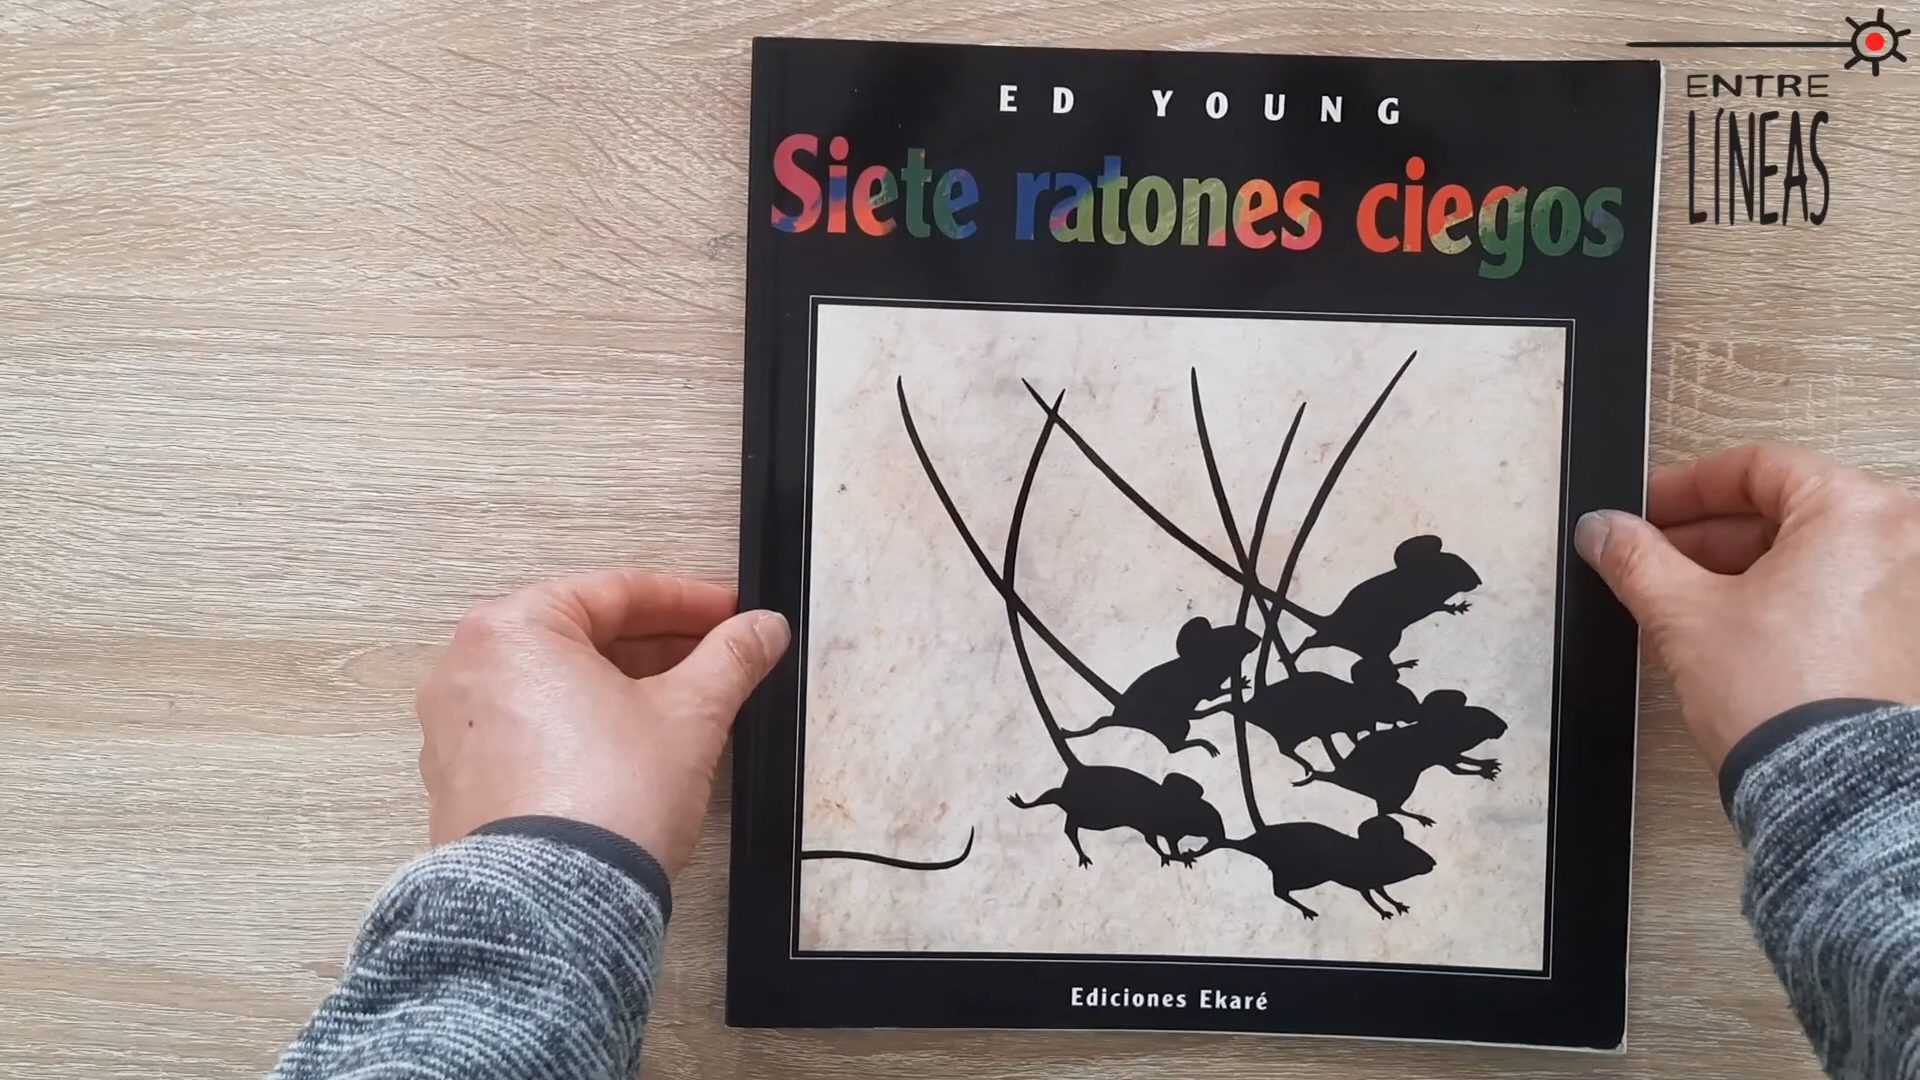 ED YOUNG
Siete ratones ciegos
Ediciones Ekaré
ENTRE
LÍNEAS